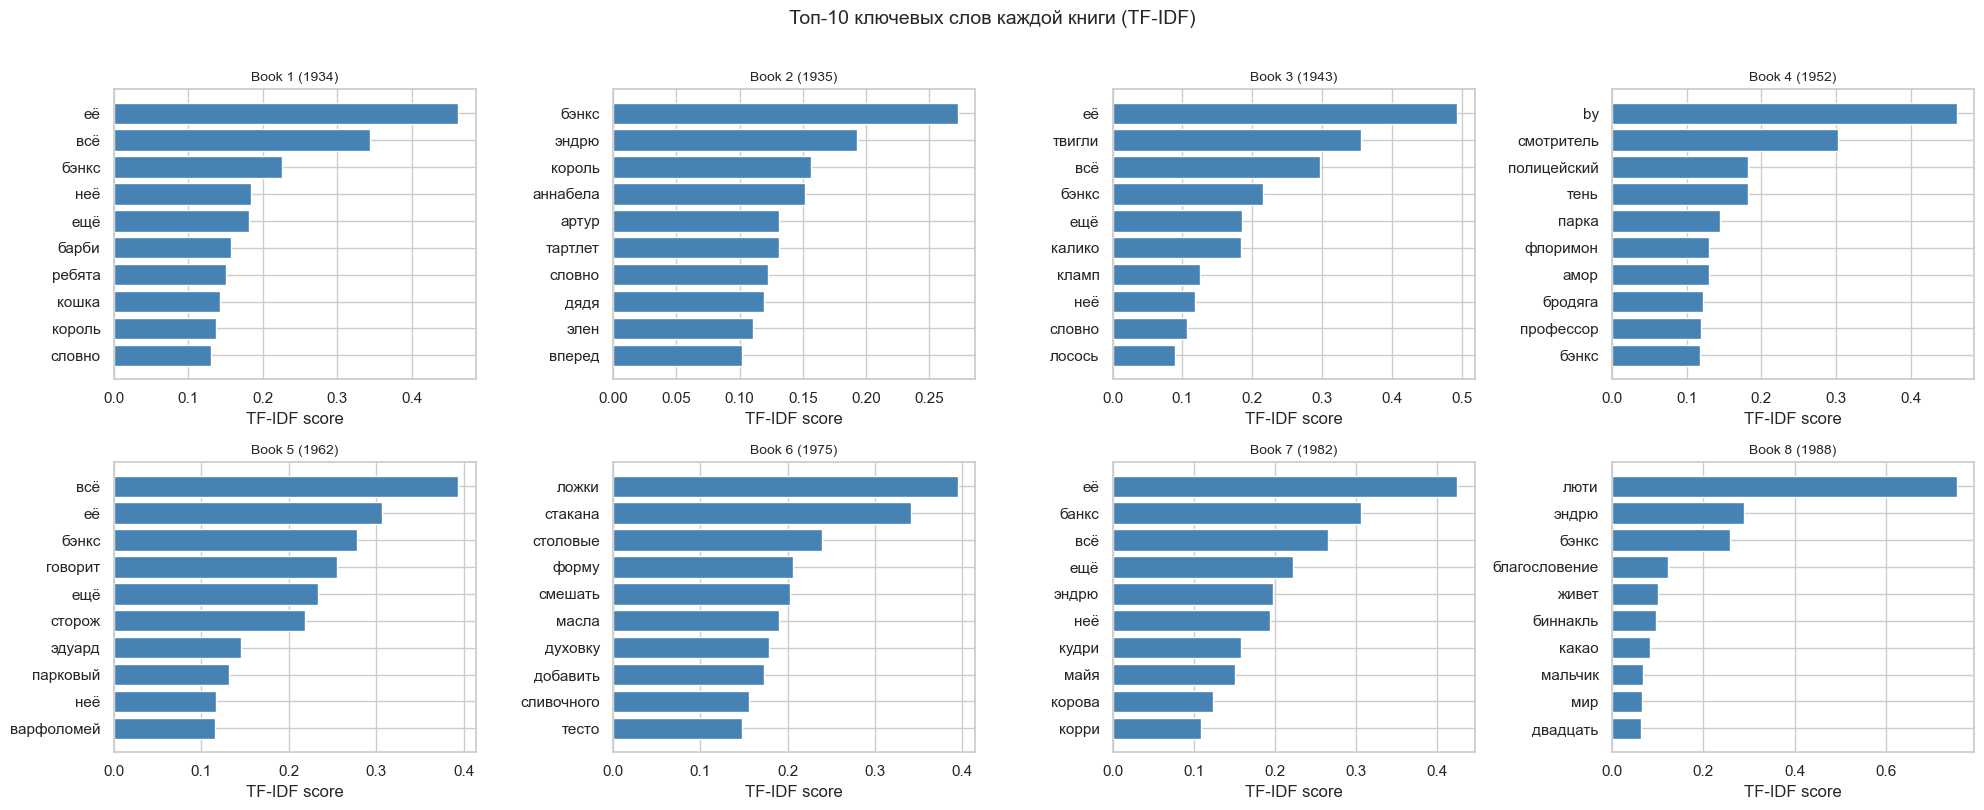 Топ-10 ключевых слов каждой книги (TF-IDF)
Book 1 (1934)
её
всё
бэнкс
неё
ещё
барби
ребята
кошка
король
словно
0.0 0.1 0.2 0.3 0.4
TF-IDF score
Book 2 (1935)
бэнкс
эндрю
король
аннабела
артур
тартлет
словно
дядя
элен
вперед
0.00 0.05 0.10 0.15 0.20 0.25
TF-IDF score
Book 3 (1943)
её
твигли
всё
бэнкс
ещё
калико
кламп
неё
словно
лосось
0.0 0.1 0.2 0.3 0.4 0.5
TF-IDF score
Book 4 (1952)
by
смотритель
полицейский
тень
парка
флоримон
амор
бродяга
профессор
бэнкс
0.0 0.1 0.2 0.3 0.4
TF-IDF score
Book 5 (1962)
всё
её
бэнкс
говорит
ещё
сторож
эдуард
парковый
неё
варфоломей
0.0 0.1 0.2 0.3 0.4
TF-IDF score
Book 6 (1975)
ложки
стакана
столовые
форму
смешать
масла
духовку
добавить
сливочного
тесто
0.0 0.1 0.2 0.3 0.4
TF-IDF score
Book 7 (1982)
её
банкс
всё
ещё
эндрю
неё
кудри
майя
корова
корри
0.0 0.1 0.2 0.3 0.4
TF-IDF score
Book 8 (1988)
люти
эндрю
бэнкс
благословение
живет
биннакль
какао
мальчик
мир
двадцать
0.0 0.2 0.4 0.6
TF-IDF score